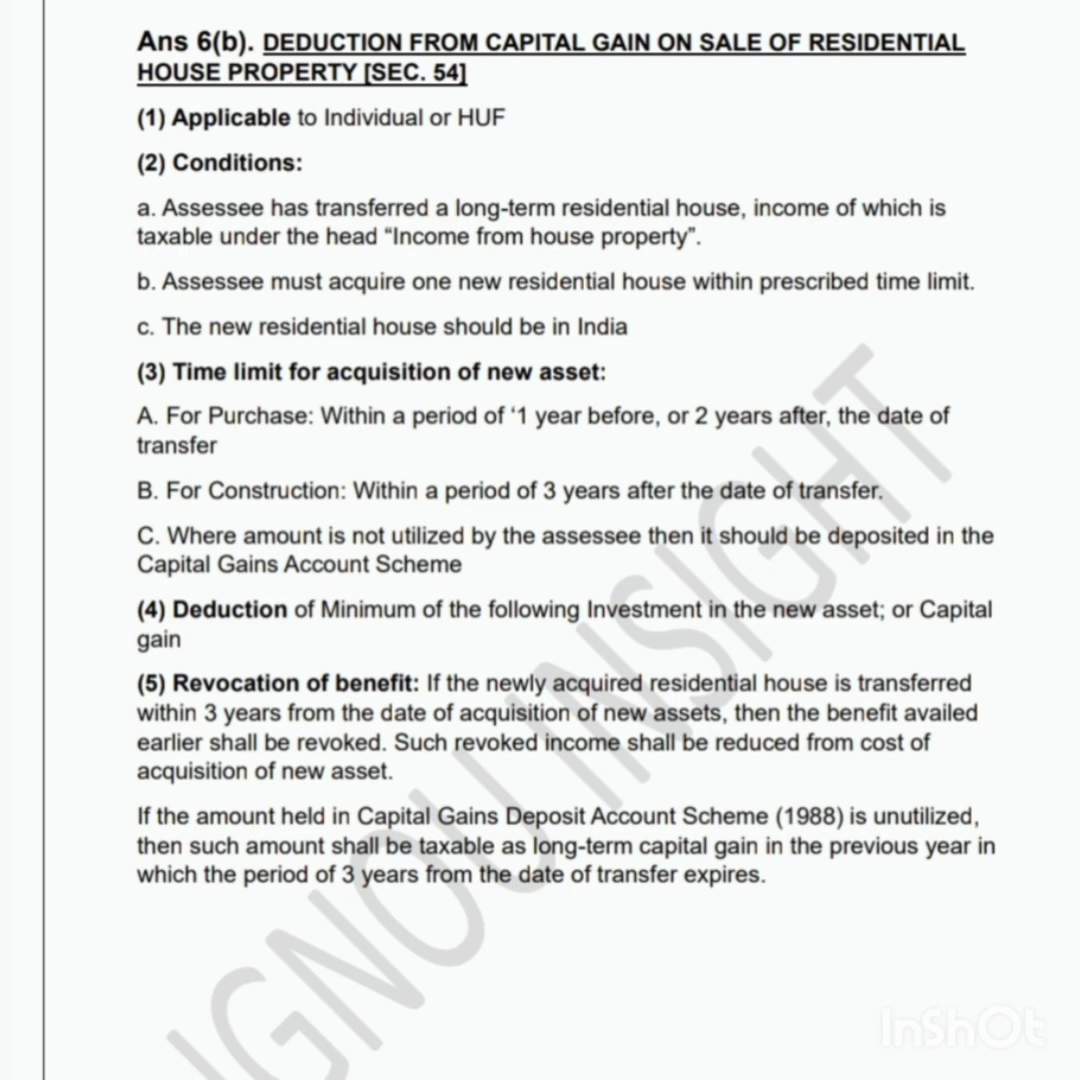 Ans 6(b). DEDUCTION FROM CAPITAL GAIN ON SALE OF RESIDENTIAL
HOUSE PROPERTY [SEC. 54]
(1) Applicable to Individual or HUF
(2) Conditions:
a. Assessee has transferred a long-term residential house, income of which is
taxable under the head “Income from house property”.
b. Assessee must acquire one new residential house within prescribed time limit.
c. The new residential house should be in India
(3) Time limit for acquisition of new asset:
A. For Purchase: Within a period of ‘1 year before, or 2 years after, the date of
transfer
B. For Construction: Within a period of 3 years after the date of transfer.
C. Where amount is not utilized by the assessee then it should be deposited in the
Capital Gains Account Scheme
(4) Deduction of Minimum of the following Investment in the new asset; or Capital
gain
(5) Revocation of benefit: If the newly acquired residential house is transferred
within 3 years from the date of acquisition of new assets, then the benefit availed
earlier shall be revoked. Such revoked income shall be reduced from cost of
acquisition of new asset.
If the amount held in Capital Gains Deposit Account Scheme (1988) is unutilized,
then such amount shall be taxable as long-term capital gain in the previous year in
which the period of 3 years from the date of transfer expires.
IGNOU INSIGHT
InShOt